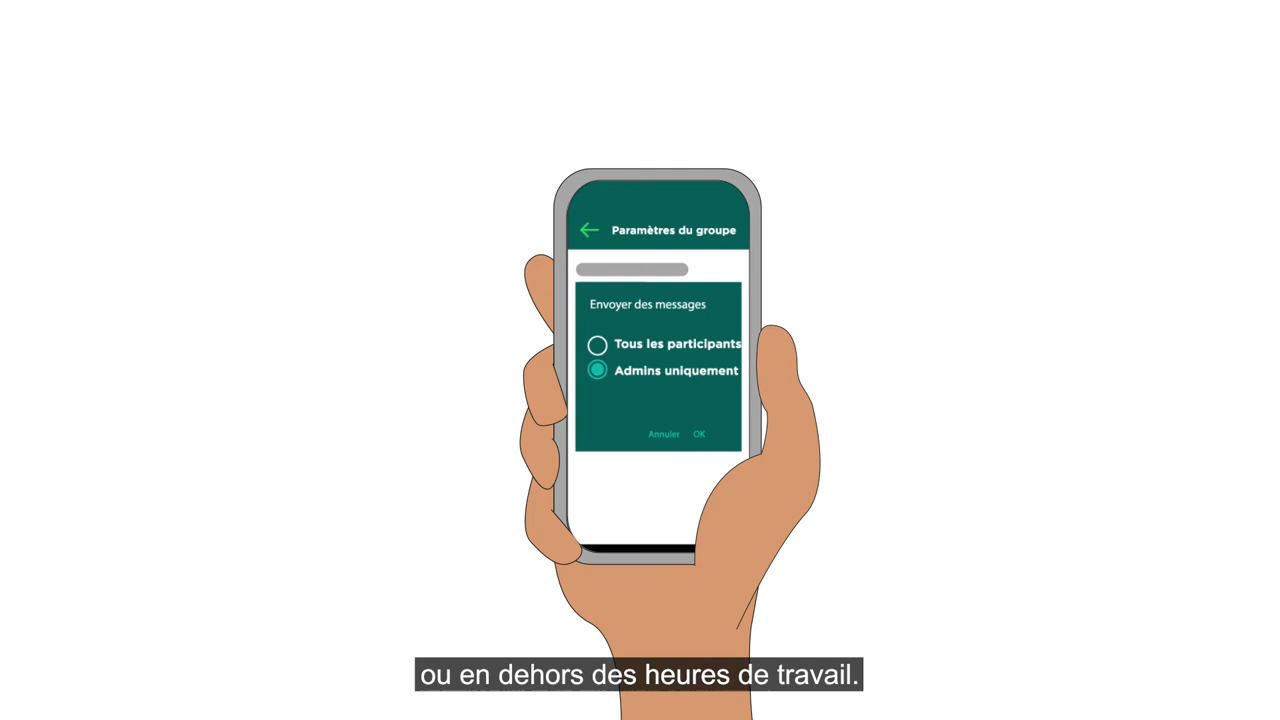 Paramètres du groupe
Envoyer des messages
Tous les participants
Admins uniquement
Annuler OK
ou en dehors des heures de travail.